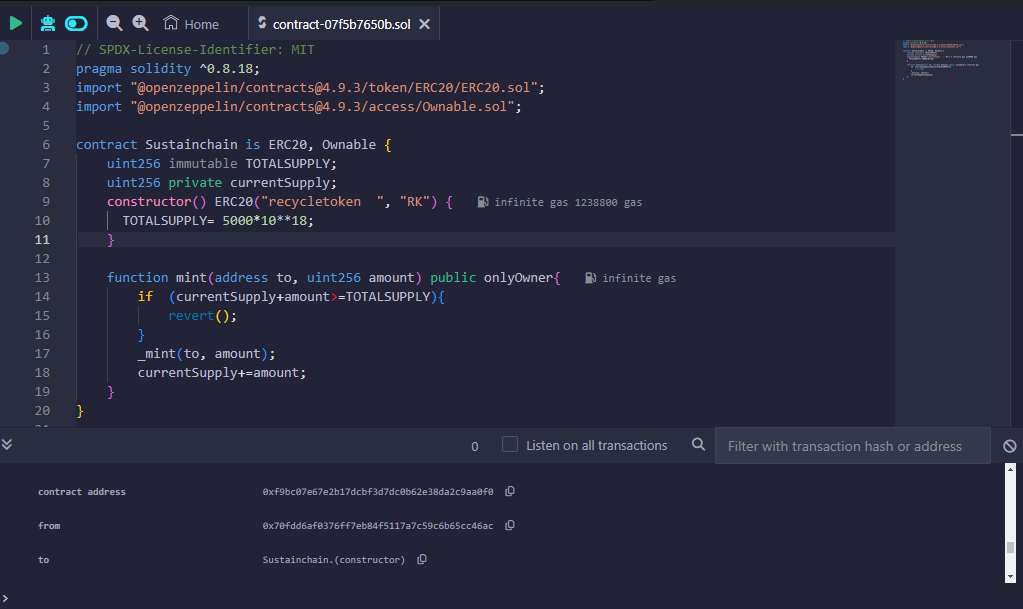 Home
contract-07f5b7650b.sol
1 // SPDX-License-Identifier: MIT
2 pragma solidity ^0.8.18;
3 import "@openzeppelin/contracts@4.9.3/token/ERC20/ERC20.sol";
4 import "@openzeppelin/contracts@4.9.3/access/Ownable.sol";
5
6 contract Sustainchain is ERC20, Ownable {
7 uint256 immutable TOTALSUPPLY;
8 uint256 private currentSupply;
9 constructor() ERC20("recycletoken  ", "RK") { infinite gas 1238800 gas
10 TOTALSUPPLY= 5000*10**18;
11 }
12
13 function mint(address to, uint256 amount) public onlyOwner{ infinite gas
14 if  (currentSupply+amount>=TOTALSUPPLY){
15 revert();
16 }
17 _mint(to, amount);
18 currentSupply+=amount;
19 }
20 }
0 Listen on all transactions Filter with transaction hash or address
contract address 0xf9bc07e67e2b17dcbf3d7dc0b62e38da2c9aa0f0
from 0x70fdd6af0376ff7eb84f5117a7c59c6b65cc46ac
to Sustainchain.(constructor)
>